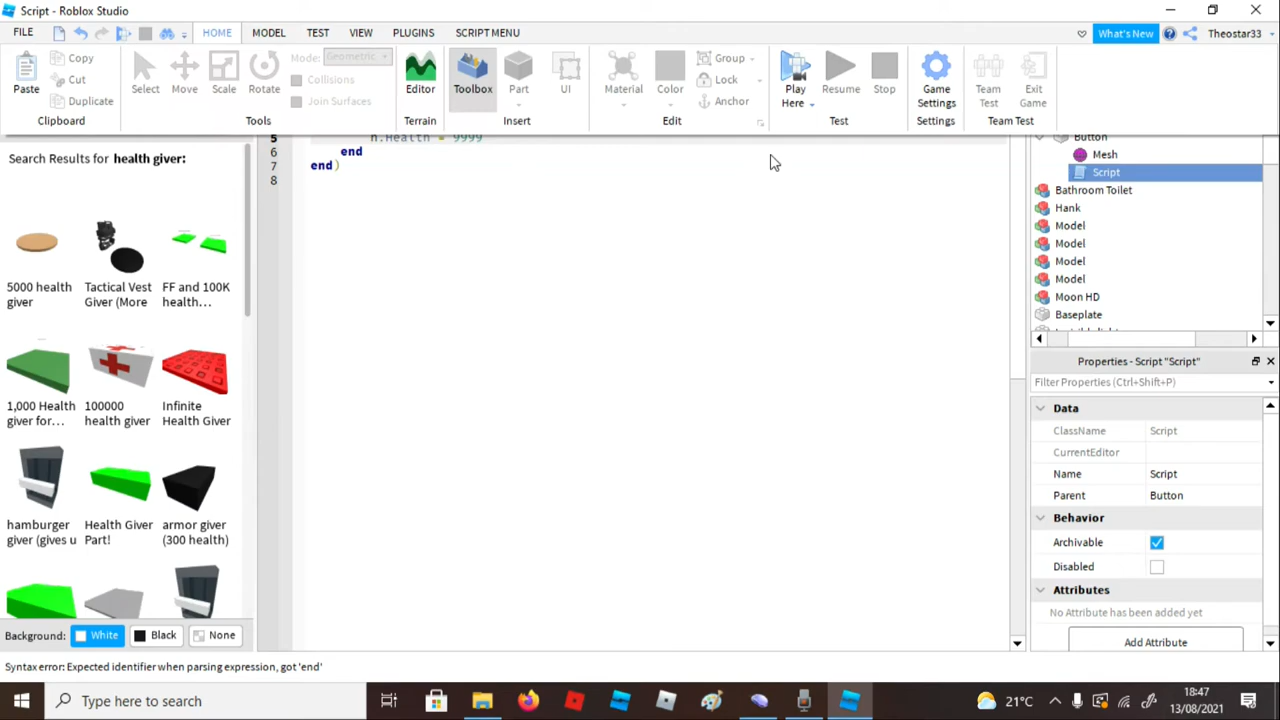 Script - Roblox Studio
FILE HOME MODEL TEST VIEW PLUGINS SCRIPT MENU What's New Theostar33
Paste Copy Cut Duplicate Clipboard
Select Move Scale Rotate Mode: Geometric Collisions Join Surfaces Tools
Editor Terrain
Toolbox Part UI Insert
Material Color Group Lock Anchor Edit
Play Here Resume Stop Test
Game Settings Settings
Team Test Exit Game Team Test
Search Results for health giver:
5000 health giver
Tactical Vest Giver (More
FF and 100K health...
1,000 Health giver for...
100000 health giver
Infinite Health Giver
hamburger giver (gives u
Health Giver Part!
armor giver (300 health)
Background: White Black None
5 h.Health = 9999
6 end
7 end)
8
Button
Mesh
Script
Bathroom Toilet
Hank
Model
Model
Model
Model
Moon HD
Baseplate
Properties - Script "Script"
Filter Properties (Ctrl+Shift+P)
Data
ClassName Script
CurrentEditor
Name Script
Parent Button
Behavior
Archivable
Disabled
Attributes
No Attribute has been added yet
Add Attribute
Syntax error: Expected identifier when parsing expression, got 'end'
Type here to search
21°C
18:47
13/08/2021